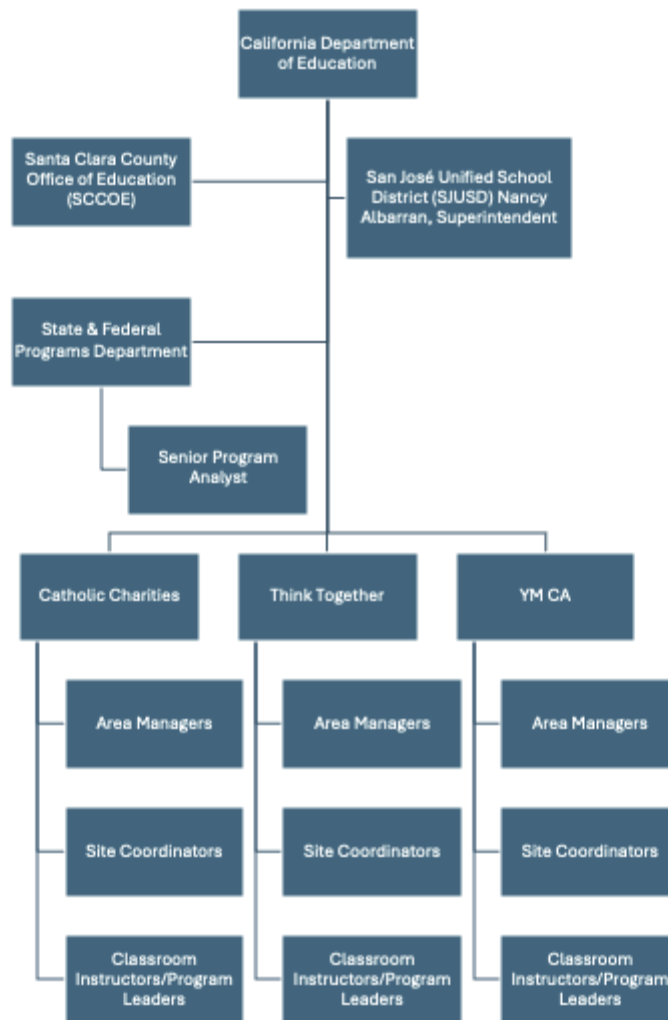 California Department
of Education
Santa Clara County
Office of Education
(SCCOE)
San José Unified School
District (SJUSD) Nancy
Albarran, Superintendent
State & Federal
Programs Department
Senior Program
Analyst
Catholic Charities
Think Together
YM CA
Area Managers
Area Managers
Area Managers
Site Coordinators
Site Coordinators
Site Coordinators
Classroom
Instructors/Program
Leaders
Classroom
Instructors/Program
Leaders
Classroom
Instructors/Program
Leaders